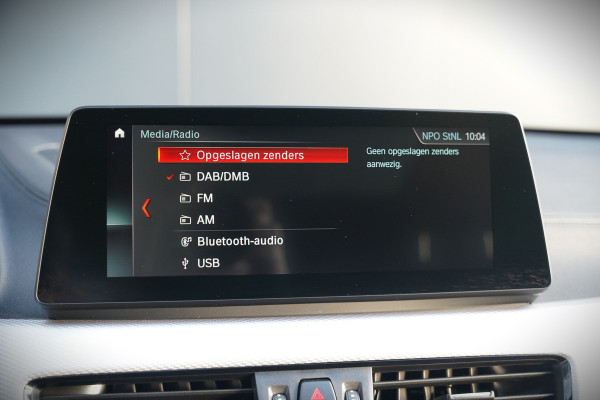 Media/Radio
NPO StNL 10:04
Opgeslagen zenders
DAB/DMB
FM
AM
Bluetooth-audio
USB
Geen opgeslagen zenders
aanwezig.